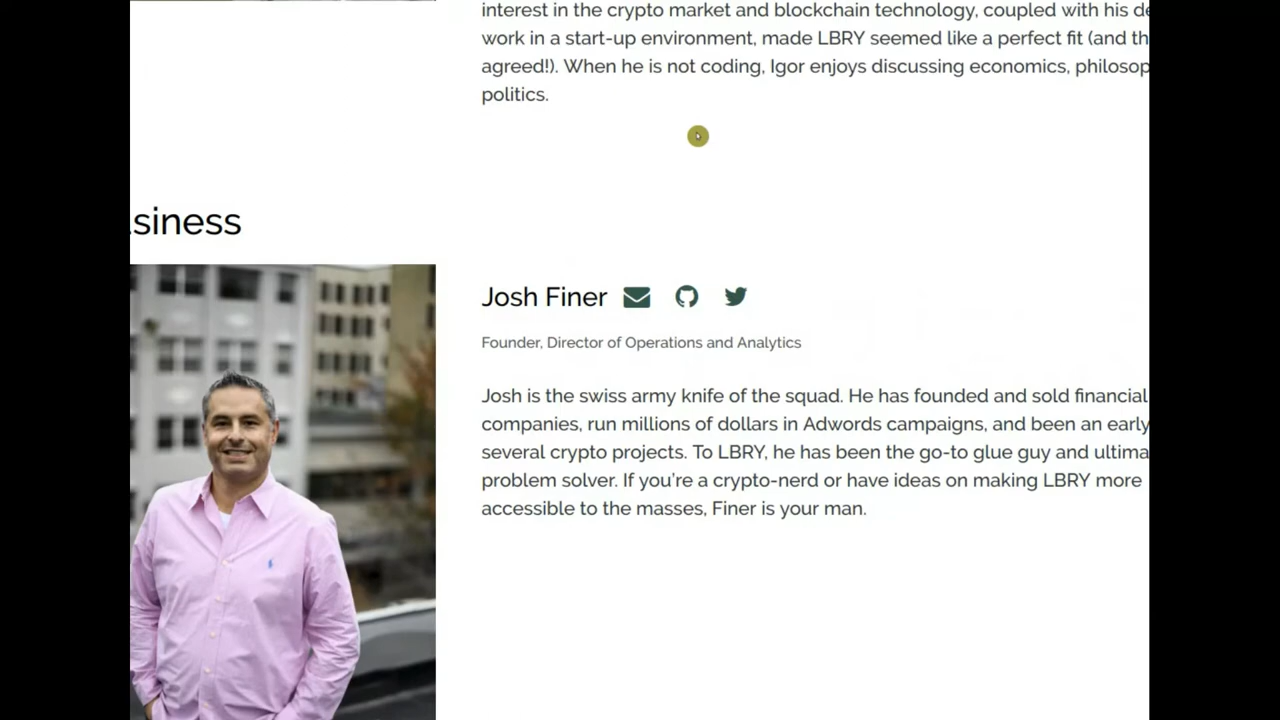 interest in the crypto market and blockchain technology, coupled with his
work in a start-up environment, made LBRY seemed like a perfect fit (and
agreed!). When he is not coding, Igor enjoys discussing economics,
politics.
siness
Josh Finer
Founder, Director of Operations and Analytics
Josh is the swiss army knife of the squad. He has founded and sold financial
companies, run millions of dollars in Adwords campaigns, and been an early
several crypto projects. To LBRY, he has been the go-to glue guy and
problem solver. If you're a crypto-nerd or have ideas on making LBRY more
accessible to the masses, Finer is your man.